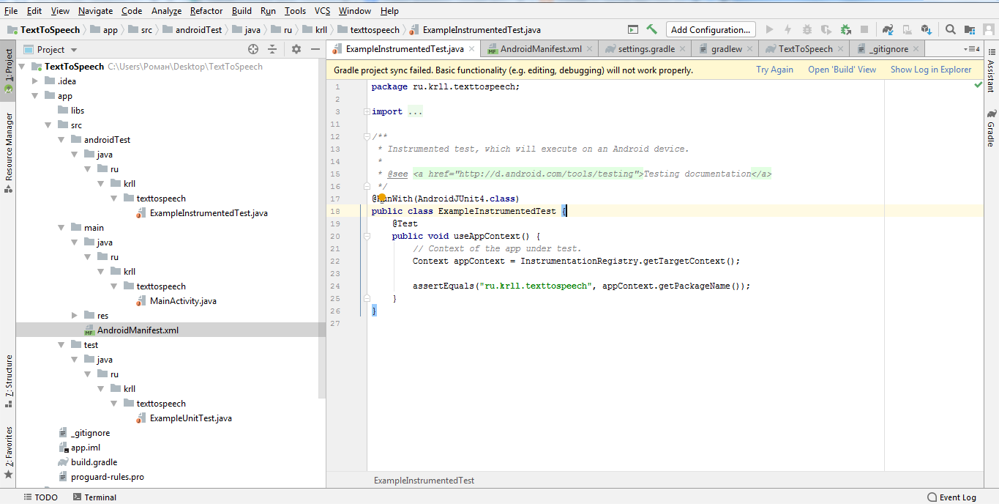 File Edit View Navigate Code Analyze Refactor Build Run Tools VCS Window Help
TextToSpeech app src androidTest java ru krll texttospeech ExampleInstrumentedTest.java Add Configuration...
1: Project
Resource Manager
7: Structure
2: Favorites
Project
TextToSpeech C:\Users\Роман\Desktop\TextToSpeech
.idea
app
libs
src
androidTest
java
ru
krll
texttospeech
ExampleInstrumentedTest.java
main
java
ru
krll
texttospeech
MainActivity.java
res
AndroidManifest.xml
test
java
ru
krll
texttospeech
ExampleUnitTest.java
_gitignore
app.iml
build.gradle
proguard-rules.pro
ExampleInstrumentedTest.java AndroidManifest.xml settings.gradle gradlew TextToSpeech _gitignore 4
Gradle project sync failed. Basic functionality (e.g. editing, debugging) will not work properly. Try Again Open 'Build' View Show Log in Explorer
1 package ru.krll.texttospeech;
2
3 import ...
11
12 /**
13 * Instrumented test, which will execute on an Android device.
14 *
15 * @see <a href="http://d.android.com/tools/testing">Testing documentation</a>
16 */
17 @RunWith(AndroidJUnit4.class)
18 public class ExampleInstrumentedTest {
19 @Test
20 public void useAppContext() {
21 // Context of the app under test.
22 Context appContext = InstrumentationRegistry.getTargetContext();
23
24 assertEquals("ru.krll.texttospeech", appContext.getPackageName());
25 }
26 }
27
ExampleInstrumentedTest
Assistant
Gradle
TODO Terminal Event Log